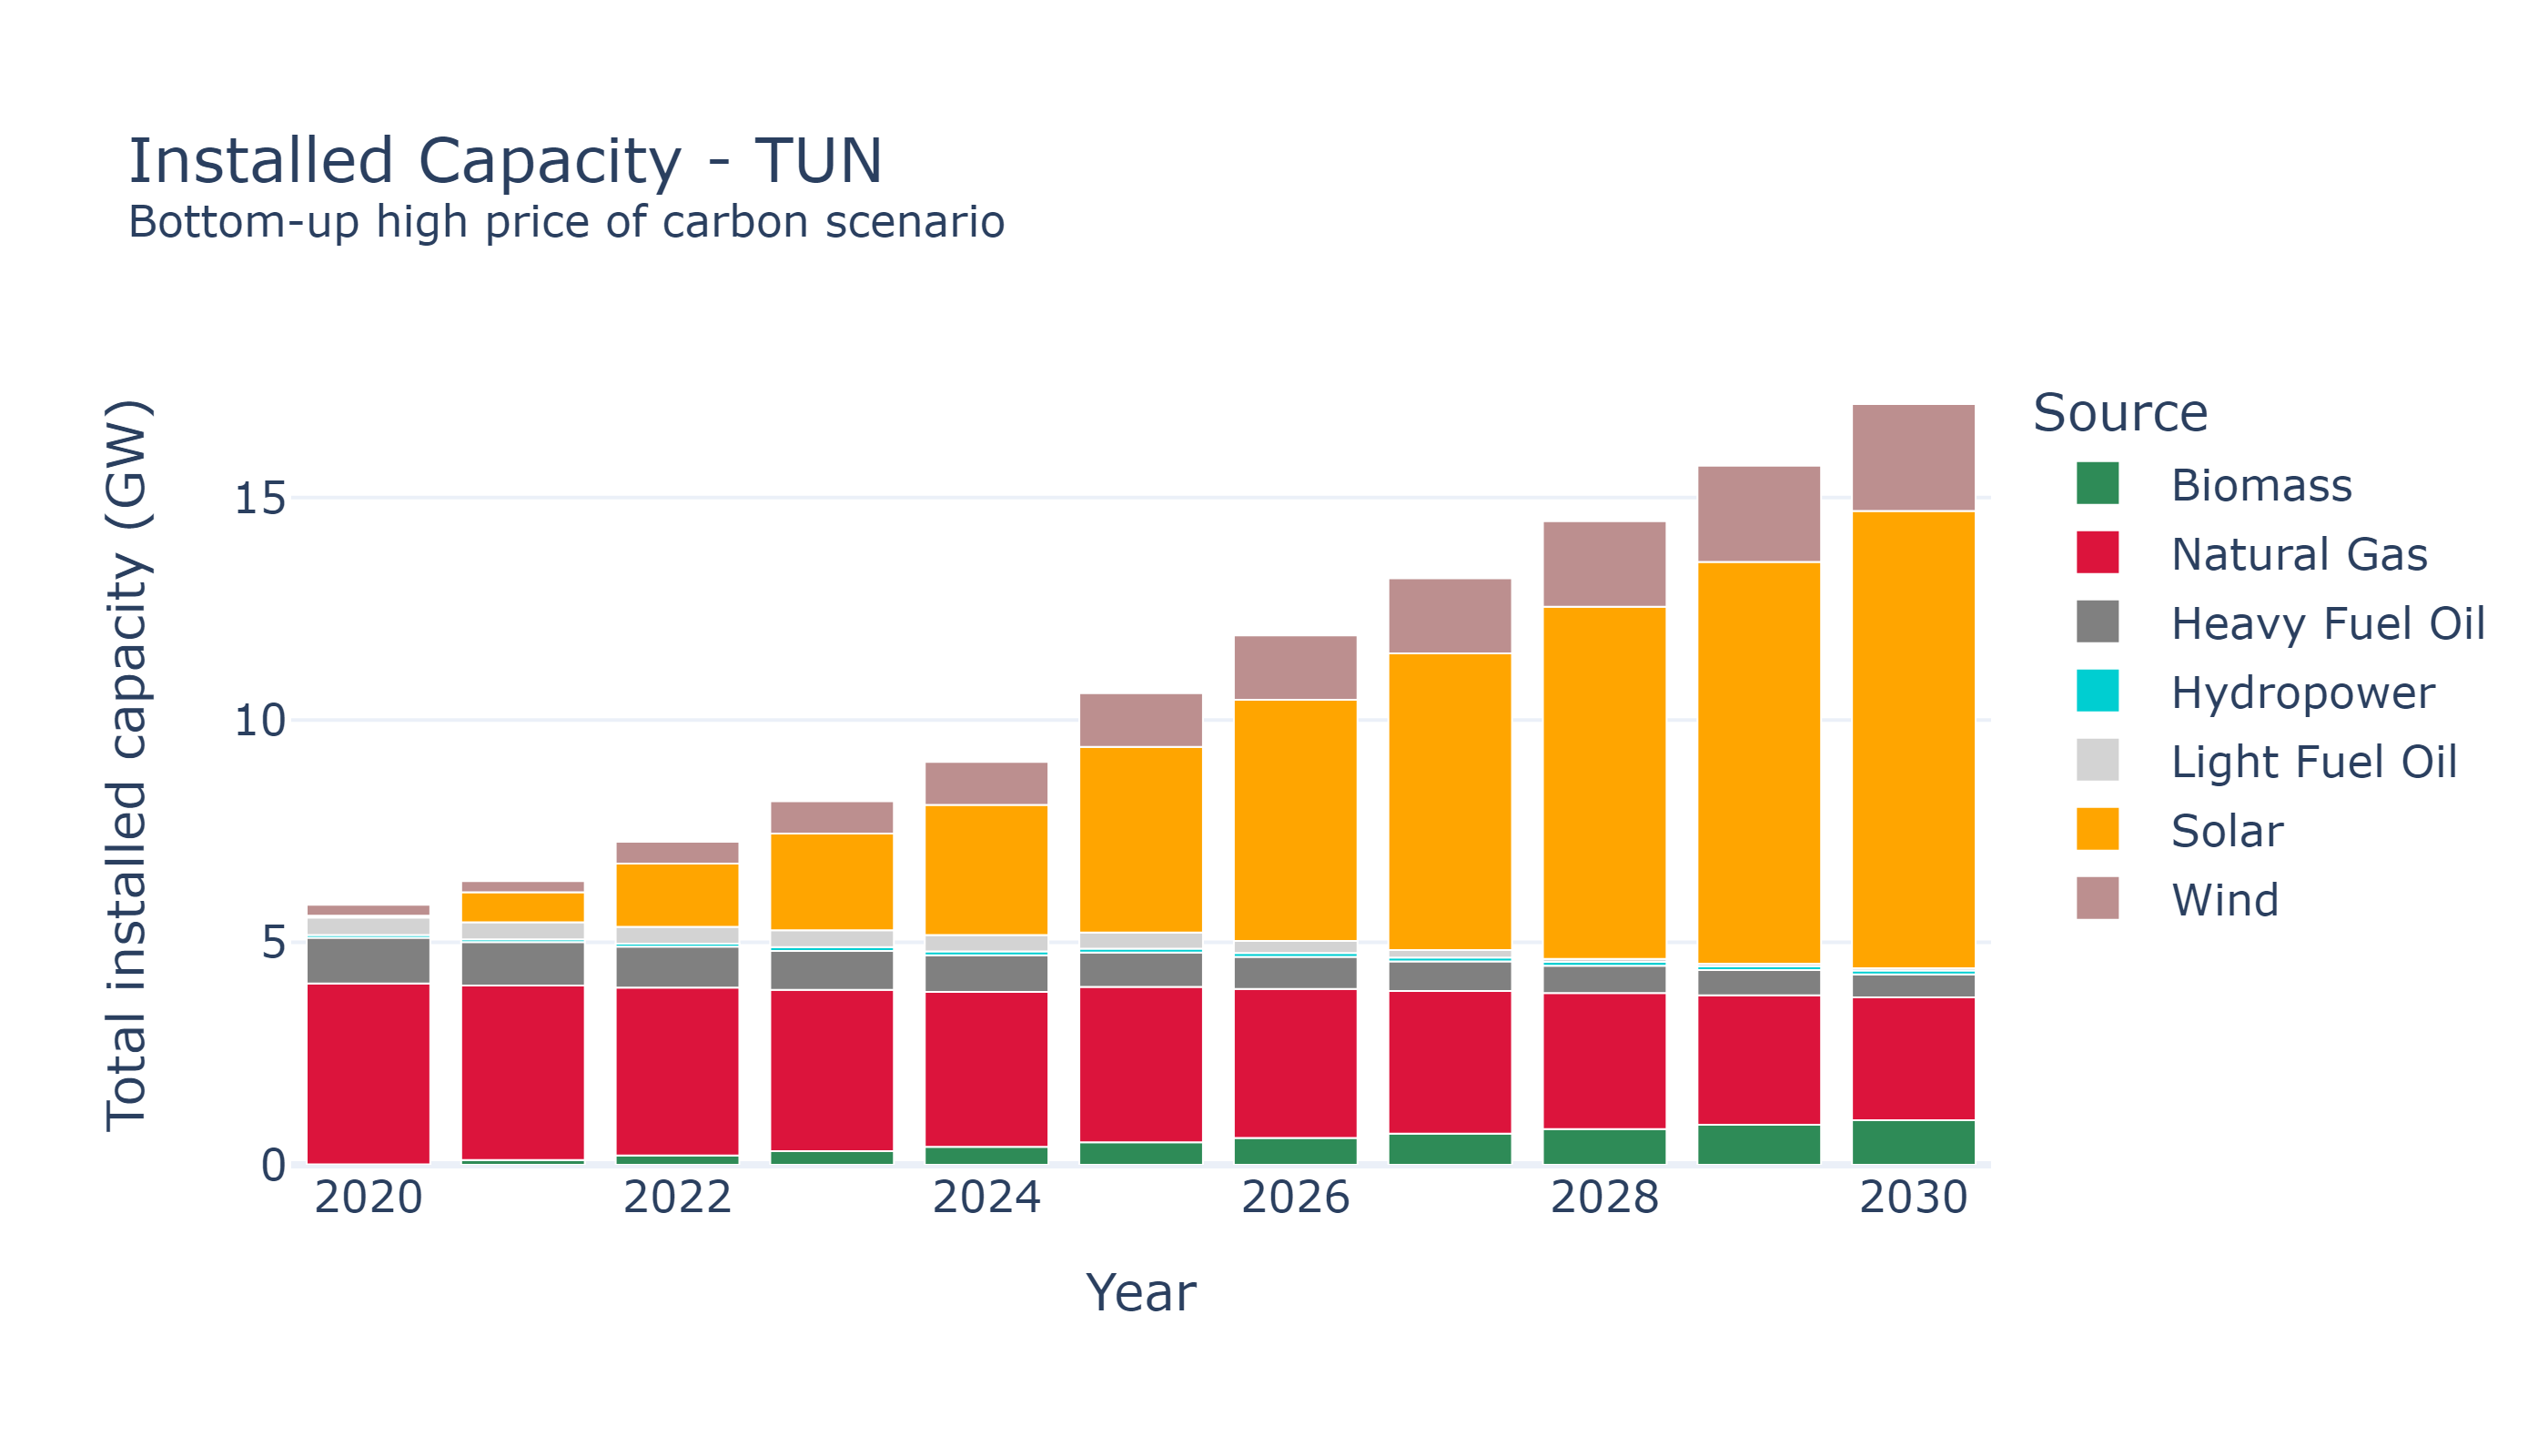 Installed Capacity - TUN
Bottom-up high price of carbon scenario
Total installed capacity (GW)
15
10
5
0
2020
2022
2024
2026
2028
2030
Year
Source
Biomass
Natural Gas
Heavy Fuel Oil
Hydropower
Light Fuel Oil
Solar
Wind